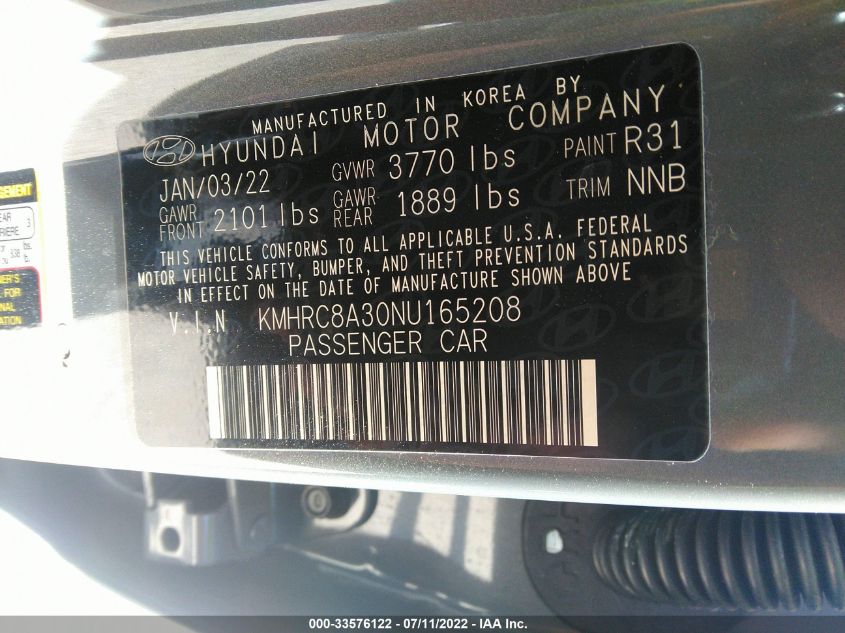 MANUFACTURED IN KOREA BY
HYUNDAI MOTOR COMPANY
JAN/03/22 GVWR 3770 lbs PAINT R31
GAWR FRONT 2101 lbs GAWR REAR 1889 lbs TRIM NNB
THIS VEHICLE CONFORMS TO ALL APPLICABLE U.S.A. FEDERAL
MOTOR VEHICLE SAFETY, BUMPER, AND THEFT PREVENTION STANDARDS
IN EFFECT ON THE DATE OF MANUFACTURE SHOWN ABOVE
V.I.N KMHRC8A30NU165208
PASSENGER CAR
3
lbs.
000-33576122 - 07/11/2022 - IAA Inc.